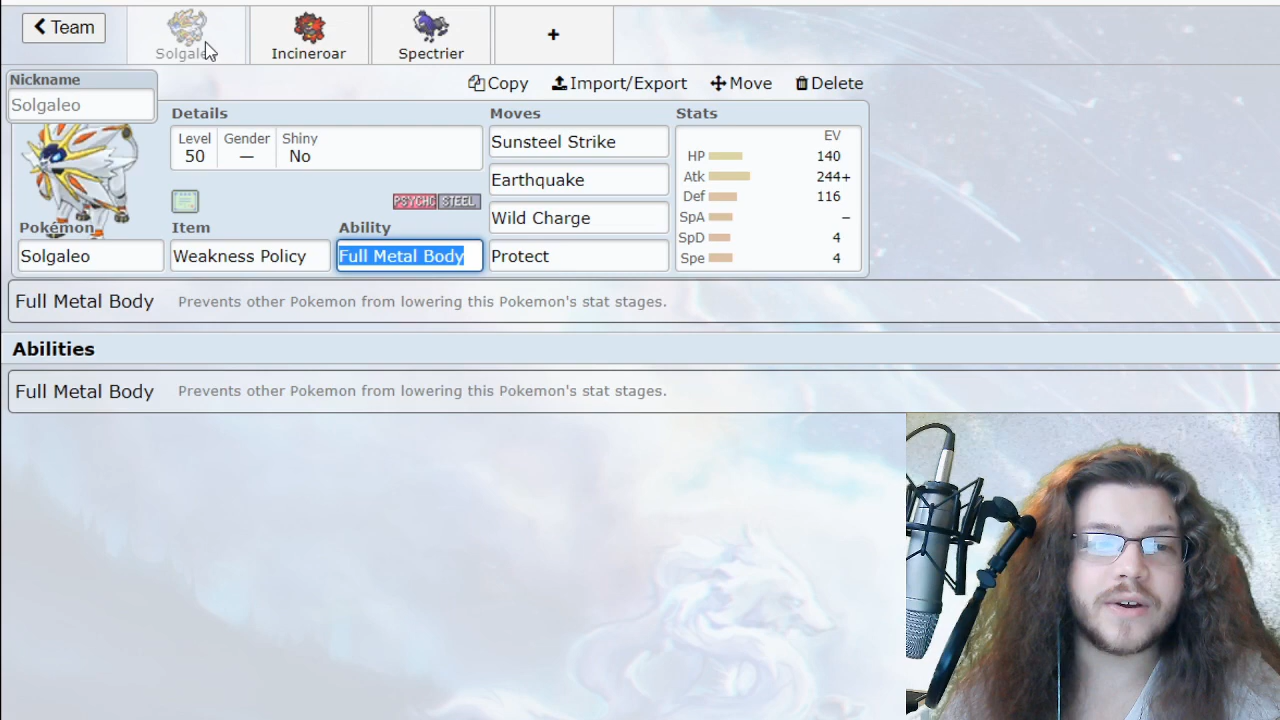 Team
Solgaleo
Incineroar
Spectrier
+
Nickname
Solgaleo
Copy
Import/Export
Move
Delete
Details
Level
50
Gender
—
Shiny
No
PSYCHC STEEL
Pokémon
Solgaleo
Item
Weakness Policy
Ability
Full Metal Body
Moves
Sunsteel Strike
Earthquake
Wild Charge
Protect
Stats
EV
HP 140
Atk 244+
Def 116
SpA –
SpD 4
Spe 4
Full Metal Body Prevents other Pokemon from lowering this Pokemon's stat stages.
Abilities
Full Metal Body Prevents other Pokemon from lowering this Pokemon's stat stages.